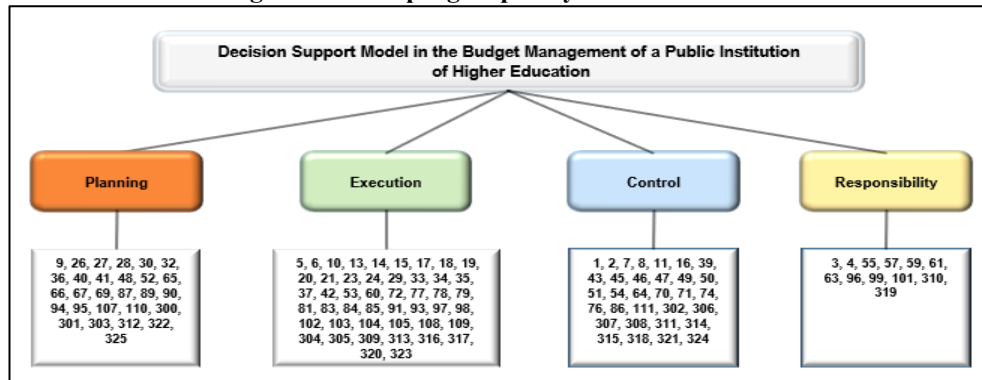 Decision Support Model in the Budget Management of a Public Institution
of Higher Education
Planning
Execution
Control
Responsibility
9, 26, 27, 28, 30, 32,
36, 40, 41, 48, 52, 65,
66, 67, 69, 87, 89, 90,
94, 95, 107, 110, 300,
301, 303, 312, 322,
325
5, 6, 10, 13, 14, 15, 17, 18, 19,
20, 21, 23, 24, 29, 33, 34, 35,
37, 42, 53, 60, 72, 77, 78, 79,
81, 83, 84, 85, 91, 93, 97, 98,
102, 103, 104, 105, 108, 109,
304, 305, 309, 313, 316, 317,
320, 323
1, 2, 7, 8, 11, 16, 39,
43, 45, 46, 47, 49, 50,
51, 54, 64, 70, 71, 74,
76, 86, 111, 302, 306,
307, 308, 311, 314,
315, 318, 321, 324
3, 4, 55, 57, 59, 61,
63, 96, 99, 101, 310,
319